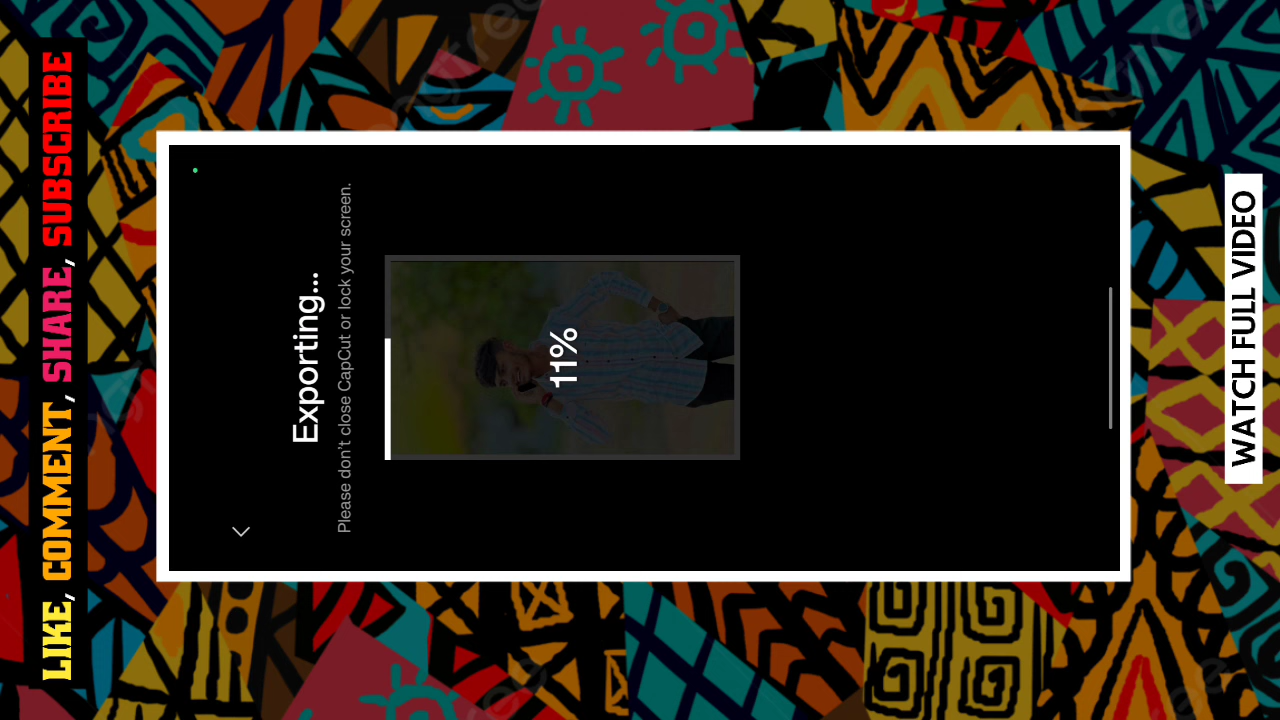 LIKE, COMMENT, SHARE, SUBSCRIBE
Exporting...
Please don't close CapCut or lock your screen.
11%
WATCH FULL VIDEO